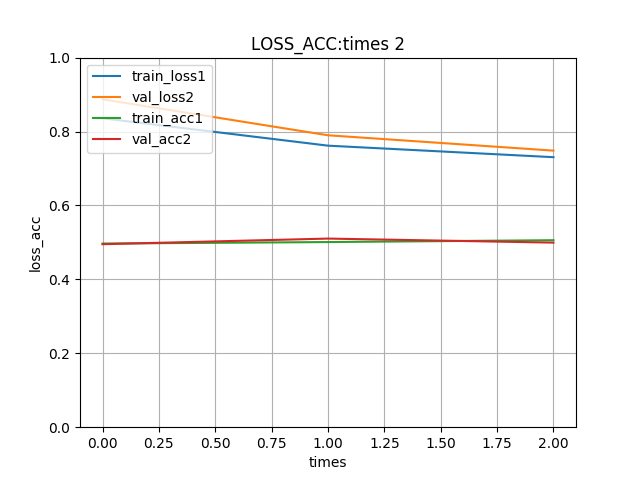 LOSS_ACC:times 2
train_loss1
val_loss2
train_acc1
val_acc2
1.0
0.8
0.6
0.4
0.2
0.0
loss_acc
0.00 0.25 0.50 0.75 1.00 1.25 1.50 1.75 2.00
times